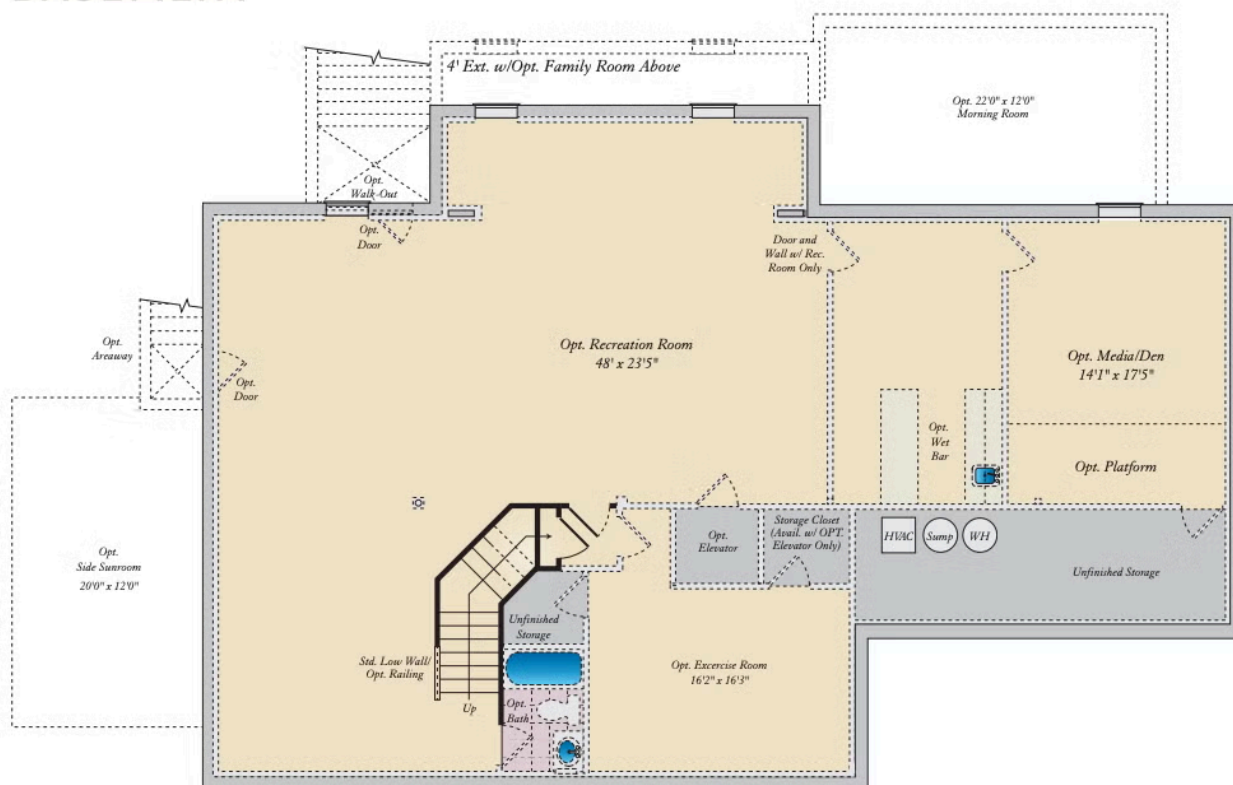 BASEMENT
4' Ext. w/Opt. Family Room Above
Opt. 22'0" x 12'0"
Morning Room
Opt.
Walk-Out
Opt.
Door
Door and
Wall w/ Rec.
Room Only
Opt.
Areaway
Opt.
Door
Opt. Recreation Room
48' x 23'5"
Opt. Media/Den
14'1" x 17'5"
Opt.
Wet
Bar
Opt. Platform
Opt.
Side Sunroom
20'0" x 12'0"
Opt.
Elevator
Storage Closet
(Avail. w/ OPT.
Elevator Only)
HVAC
Sump
WH
Unfinished Storage
Unfinished
Storage
Std. Low Wall/
Opt. Railing
Up
Opt.
Bath
Opt. Excercise Room
16'2" x 16'3"